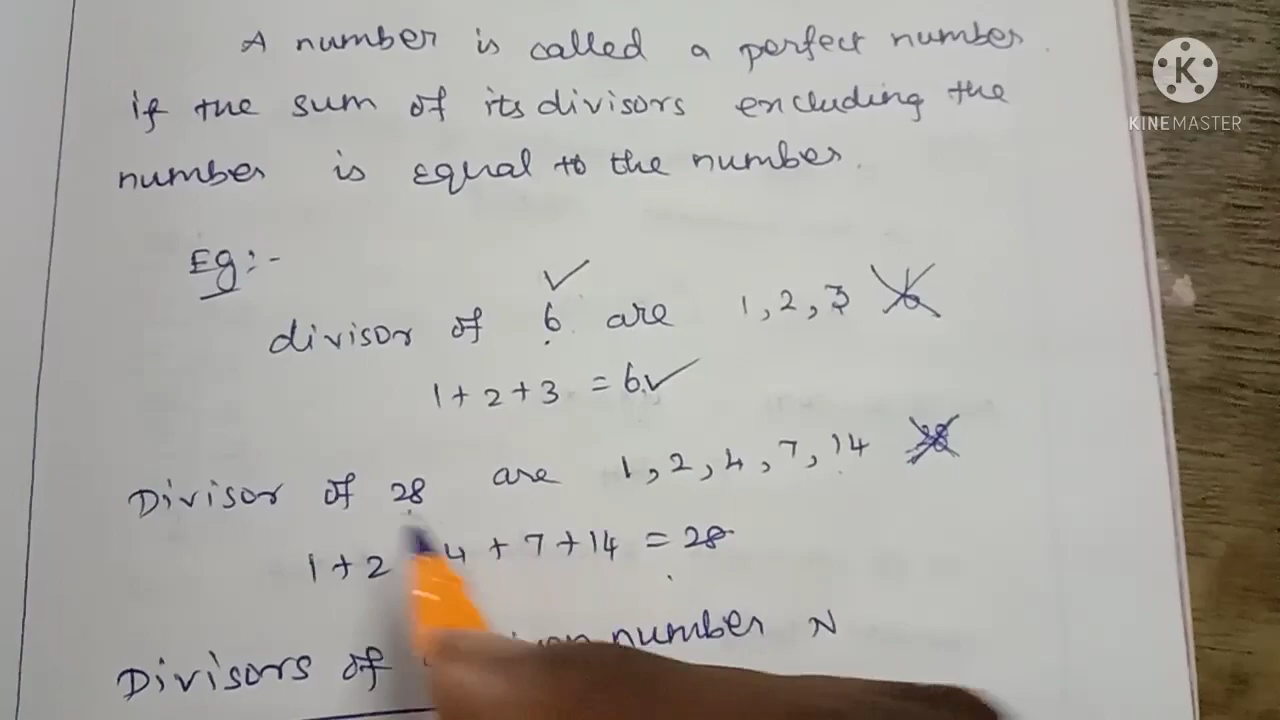 A number is called a perfect number
if the sum of its divisors excluding the
number is equal to the number.
Eg:-
divisor of 6 are 1, 2, 3 6
1 + 2 + 3 = 6
Divisor of 28 are 1, 2, 4, 7, 14 28
1 + 2 + 4 + 7 + 14 = 28
Divisors of number N
K
KINEMASTER